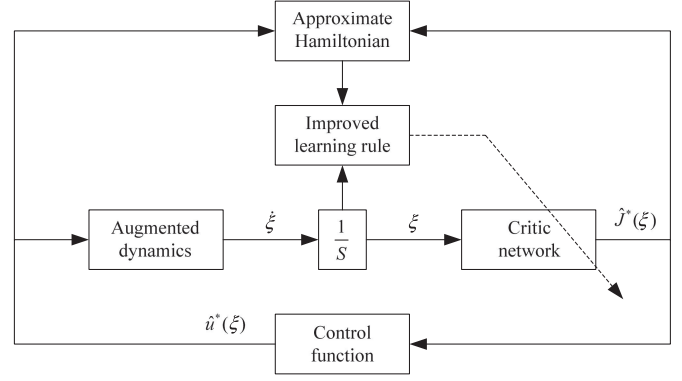 Approximate
Hamiltonian
Improved
learning rule
Augmented
dynamics
ξ̇
1
S
ξ
Critic
network
Ĵ*(ξ)
û*(ξ)
Control
function